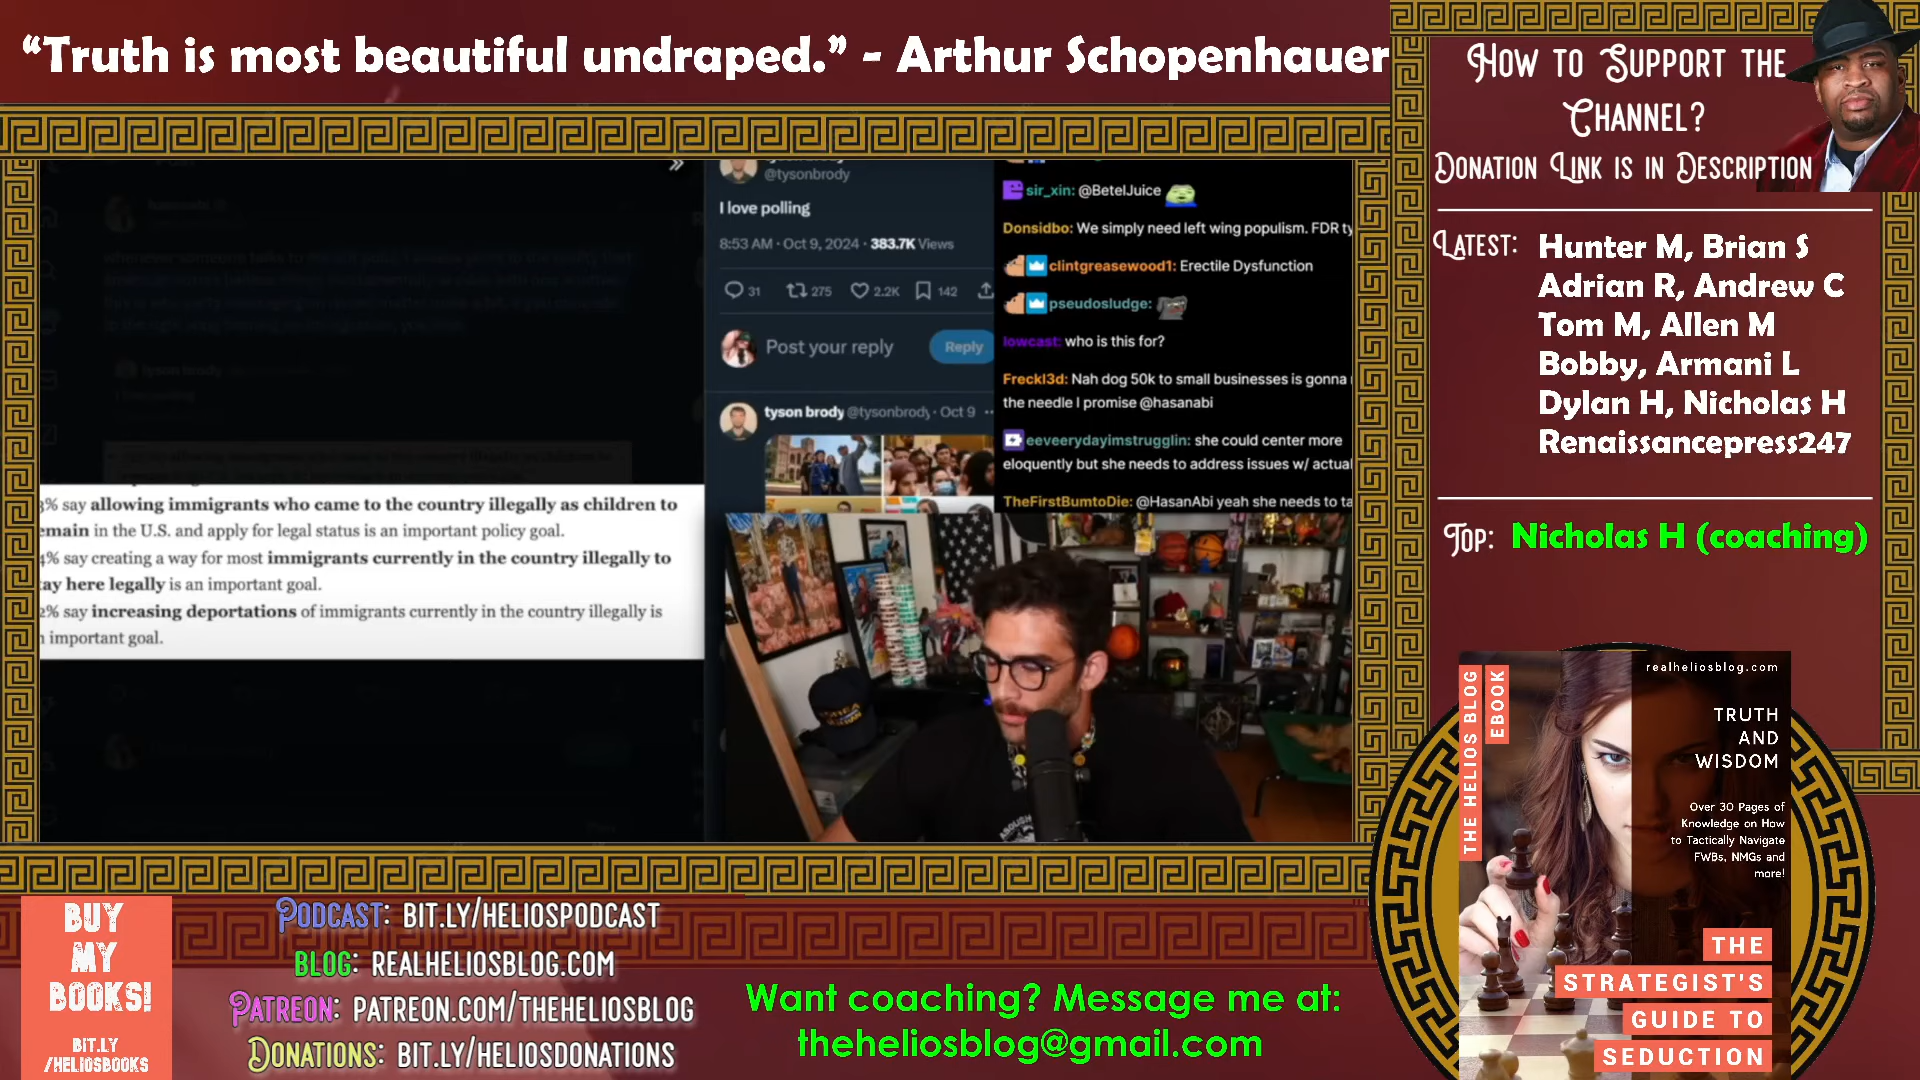 “Truth is most beautiful undraped.” - Arthur Schopenhauer
How to Support the
Channel?
Donation Link is in Description
Latest: Hunter M, Brian S
Adrian R, Andrew C
Tom M, Allen M
Bobby, Armani L
Dylan H, Nicholas H
Renaissancepress247
Top: Nicholas H (coaching)
@tysonbrody
I love polling
8:53 AM · Oct 9, 2024 · 383.7K Views
31 275 2.2K 142
Post your reply
Reply
tyson brody @tysonbrody · Oct 9
sir_xin: @BetelJuice
Donsidbo: We simply need left wing populism. FDR ty
clintgreasewood1: Erectile Dysfunction
pseudosludge:
lowcast: who is this for?
Freckl3d: Nah dog 50k to small businesses is gonna
the needle I promise @hasanabi
eeveerydayimstrugglin: she could center more
eloquently but she needs to address issues w/ actual
TheFirstBumtoDie: @HasanAbi yeah she needs to ta
% say allowing immigrants who came to the country illegally as children to
emain in the U.S. and apply for legal status is an important policy goal.
% say creating a way for most immigrants currently in the country illegally to
ay here legally is an important goal.
% say increasing deportations of immigrants currently in the country illegally is
important goal.
THE HELIOS BLOG
EBOOK
realheliosblog.com
TRUTH
AND
WISDOM
Over 30 Pages of
Knowledge on How
to Tactically Navigate
FWBs, NMGs and
more!
THE
STRATEGIST'S
GUIDE TO
SEDUCTION
BUY
MY
BOOKS!
BIT.LY
/HELIOSBOOKS
Podcast: bit.ly/heliospodcast
Blog: realheliosblog.com
Patreon: patreon.com/theheliosblog
Donations: bit.ly/heliosdonations
Want coaching? Message me at:
theheliosblog@gmail.com